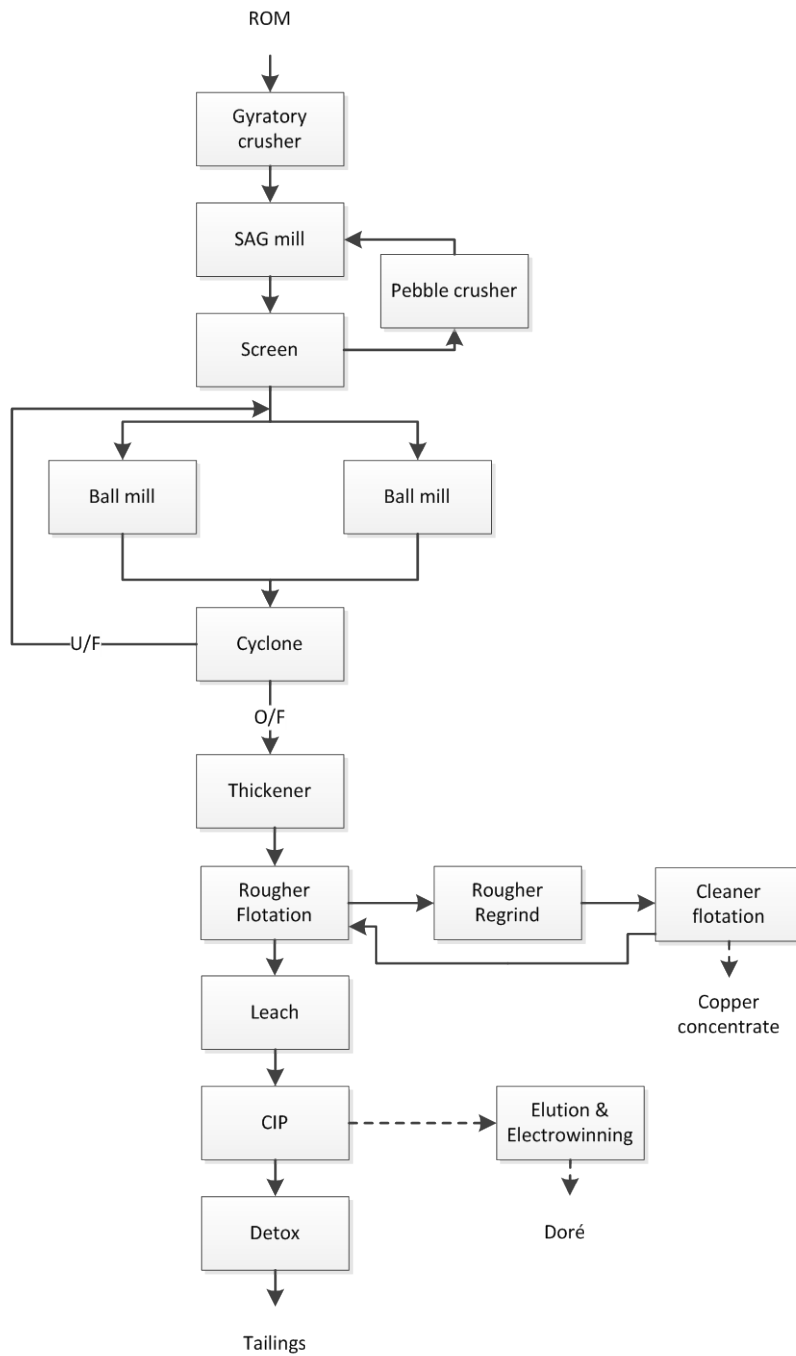 ROM
Gyratory
crusher
SAG mill
Pebble crusher
Screen
Ball mill
Ball mill
U/F
Cyclone
O/F
Thickener
Rougher
Flotation
Rougher
Regrind
Cleaner
flotation
Copper
concentrate
Leach
CIP
Elution &
Electrowinning
Detox
Doré
Tailings